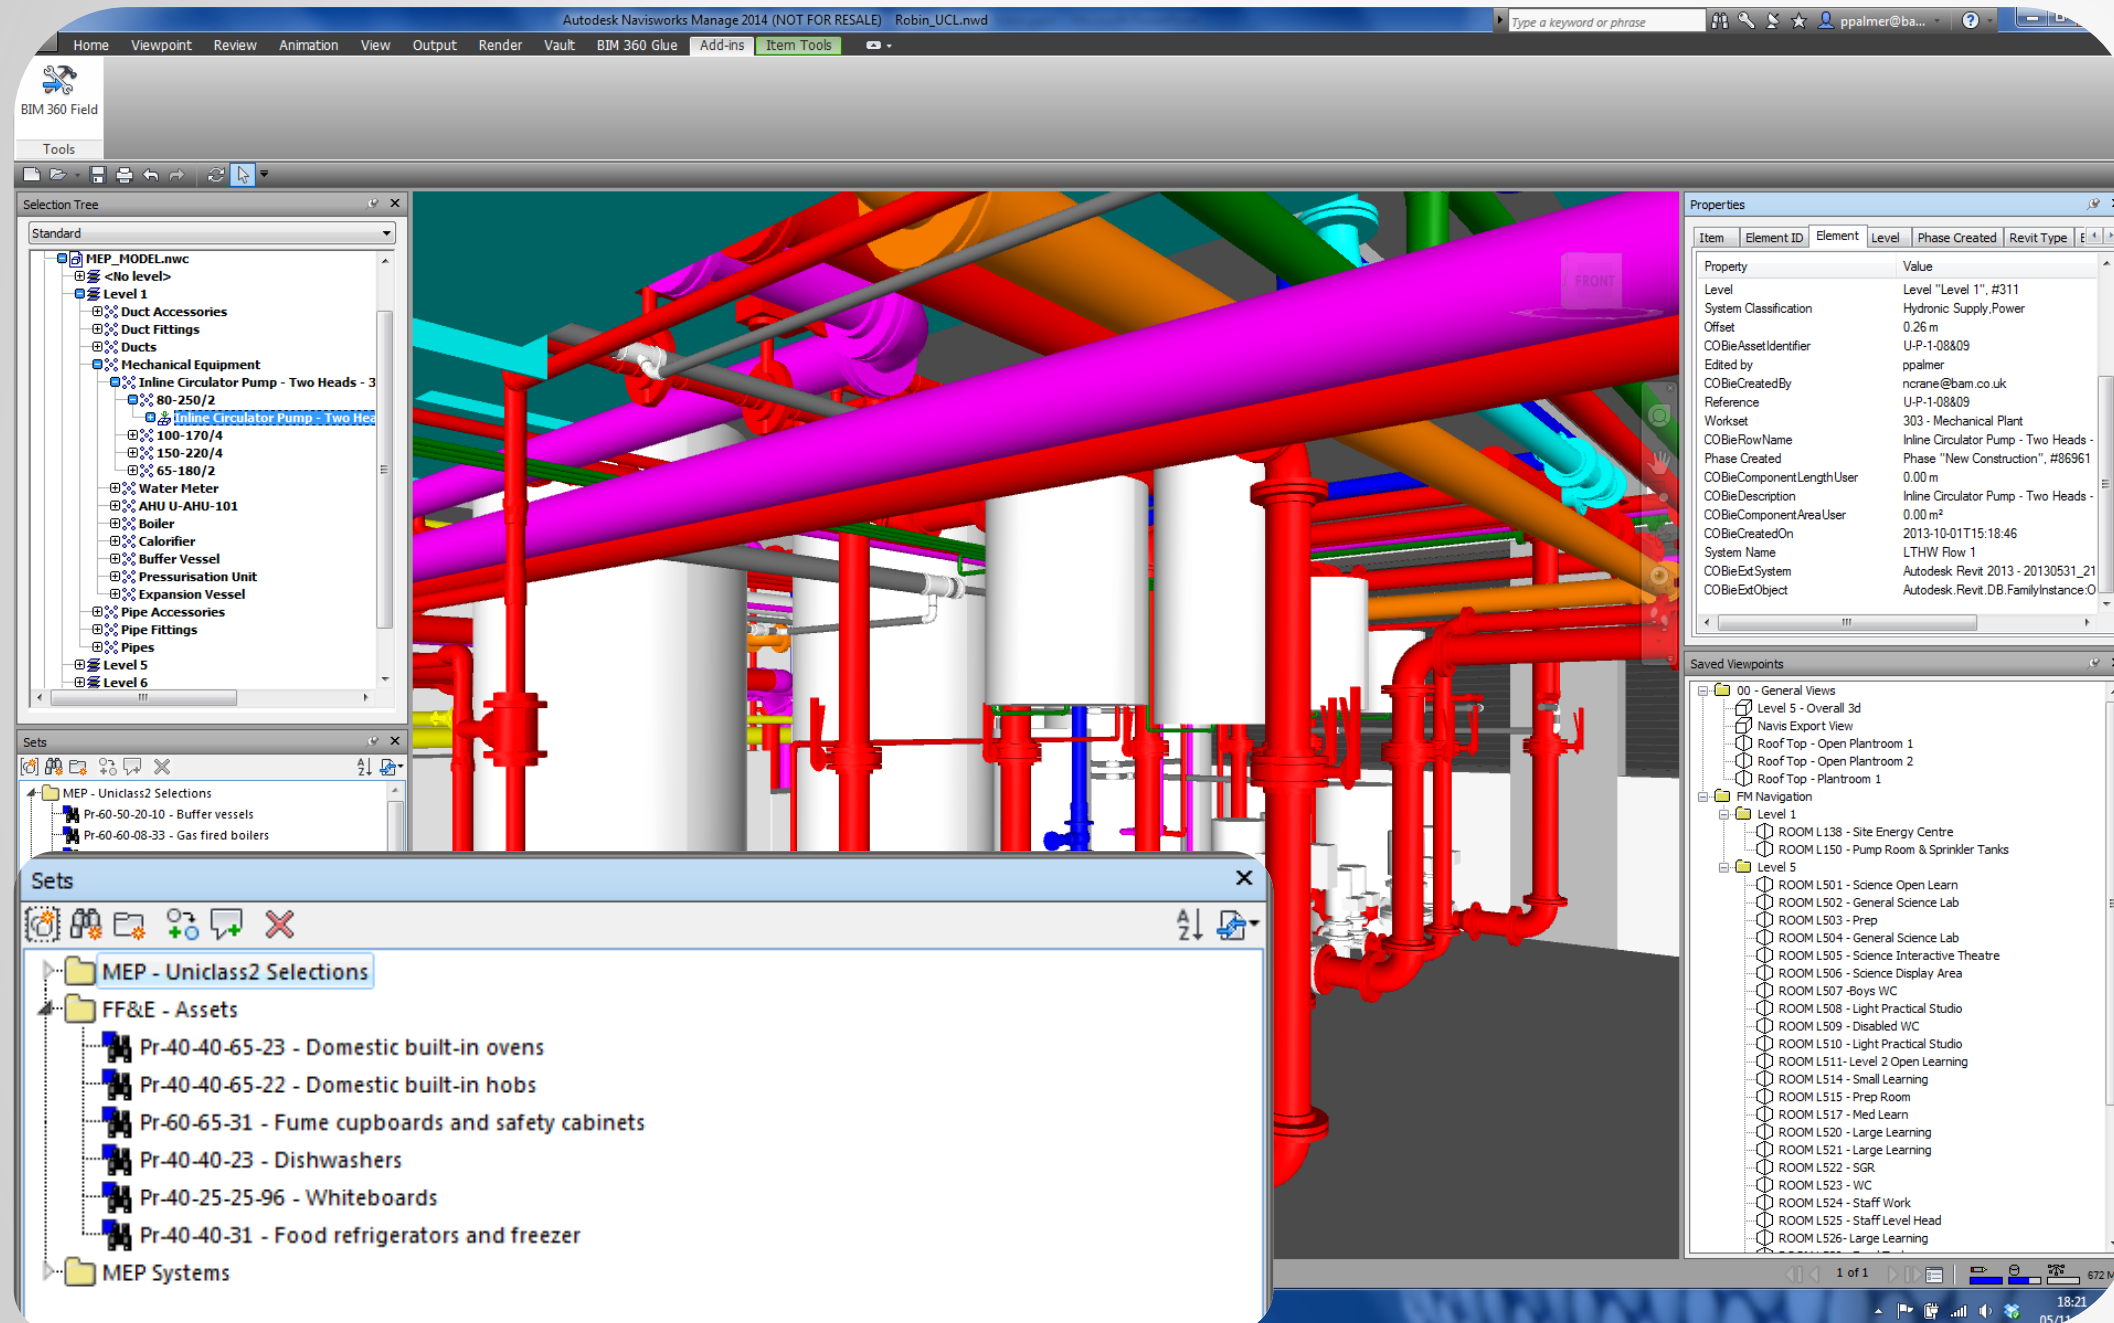 Autodesk Navisworks Manage 2014 (NOT FOR RESALE) Robin_UCL.nwd
Type a keyword or phrase
ppalmer@ba...
Home Viewpoint Review Animation View Output Render Vault BIM 360 Glue Add-ins Item Tools
BIM 360 Field
Tools
Selection Tree
Standard
MEP_MODEL.nwc
<No level>
Level 1
Duct Accessories
Duct Fittings
Ducts
Mechanical Equipment
Inline Circulator Pump - Two Heads - 3
80-250/2
Inline Circulator Pump - Two Hea
100-170/4
150-220/4
65-180/2
Water Meter
AHU U-AHU-101
Boiler
Calorifier
Buffer Vessel
Pressurisation Unit
Expansion Vessel
Pipe Accessories
Pipe Fittings
Pipes
Level 5
Level 6
Sets
MEP - Uniclass2 Selections
Pr-60-50-20-10 - Buffer vessels
Pr-60-60-08-33 - Gas fired boilers
Sets
MEP - Uniclass2 Selections
FF&E - Assets
Pr-40-40-65-23 - Domestic built-in ovens
Pr-40-40-65-22 - Domestic built-in hobs
Pr-60-65-31 - Fume cupboards and safety cabinets
Pr-40-40-23 - Dishwashers
Pr-40-25-25-96 - Whiteboards
Pr-40-40-31 - Food refrigerators and freezer
MEP Systems
FRONT
Properties
Item Element ID Element Level Phase Created Revit Type
Property Value
Level Level "Level 1", #311
System Classification Hydronic Supply,Power
Offset 0.26 m
COBieAssetIdentifier U-P-1-08&09
Edited by ppalmer
COBieCreatedBy ncrane@bam.co.uk
Reference U-P-1-08&09
Workset 303 - Mechanical Plant
COBieRowName Inline Circulator Pump - Two Heads -
Phase Created Phase "New Construction", #86961
COBieComponentLengthUser 0.00 m
COBieDescription Inline Circulator Pump - Two Heads -
COBieComponentAreaUser 0.00 m²
COBieCreatedOn 2013-10-01T15:18:46
System Name LTHW Flow 1
COBieExtSystem Autodesk Revit 2013 - 20130531_21
COBieExtObject Autodesk.Revit.DB.FamilyInstance:O
Saved Viewpoints
00 - General Views
Level 5 - Overall 3d
Navis Export View
Roof Top - Open Plantroom 1
Roof Top - Open Plantroom 2
Roof Top - Plantroom 1
FM Navigation
Level 1
ROOM L138 - Site Energy Centre
ROOM L150 - Pump Room & Sprinkler Tanks
Level 5
ROOM L501 - Science Open Learn
ROOM L502 - General Science Lab
ROOM L503 - Prep
ROOM L504 - General Science Lab
ROOM L505 - Science Interactive Theatre
ROOM L506 - Science Display Area
ROOM L507 -Boys WC
ROOM L508 - Light Practical Studio
ROOM L509 - Disabled WC
ROOM L510 - Light Practical Studio
ROOM L511- Level 2 Open Learning
ROOM L514 - Small Learning
ROOM L515 - Prep Room
ROOM L517 - Med Learn
ROOM L520 - Large Learning
ROOM L521 - Large Learning
ROOM L522 - SGR
ROOM L523 - WC
ROOM L524 - Staff Work
ROOM L525 - Staff Level Head
ROOM L526- Large Learning
1 of 1
672 M
18:21
05/11